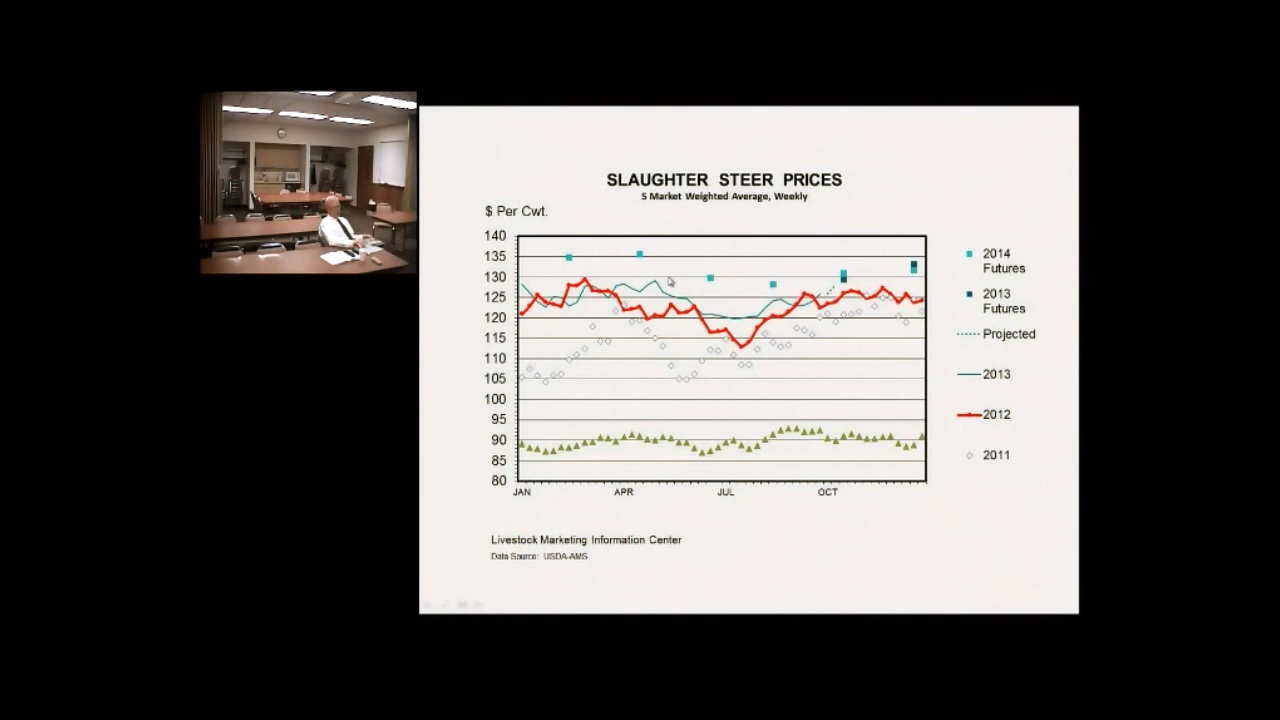 SLAUGHTER STEER PRICES
5 Market Weighted Average, Weekly
$ Per Cwt.
140
135
130
125
120
115
110
105
100
95
90
85
80
JAN
APR
JUL
OCT
2014
Futures
2013
Futures
Projected
2013
2012
2011
Livestock Marketing Information Center
Data Source: USDA-AMS